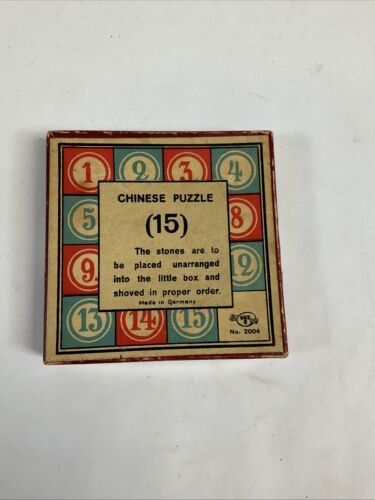 1 2 3 4
CHINESE PUZZLE
5 (15) 8
The stones are to
be placed unarranged
9 into the little box and 12
shoved in proper order.
Made in Germany
13 14 15
No. 2004